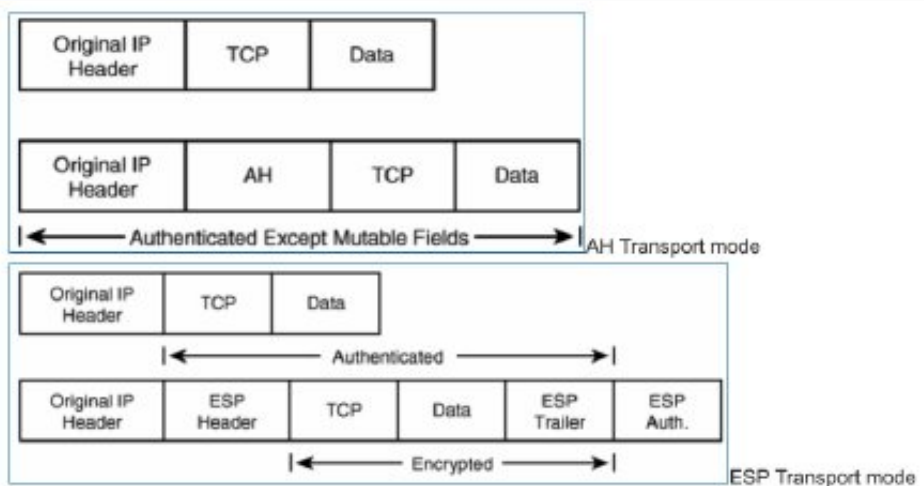 Original IP Header TCP Data
Original IP Header AH TCP Data
Authenticated Except Mutable Fields
AH Transport mode
Original IP Header TCP Data
Authenticated
Original IP Header ESP Header TCP Data ESP Trailer ESP Auth.
Encrypted
ESP Transport mode